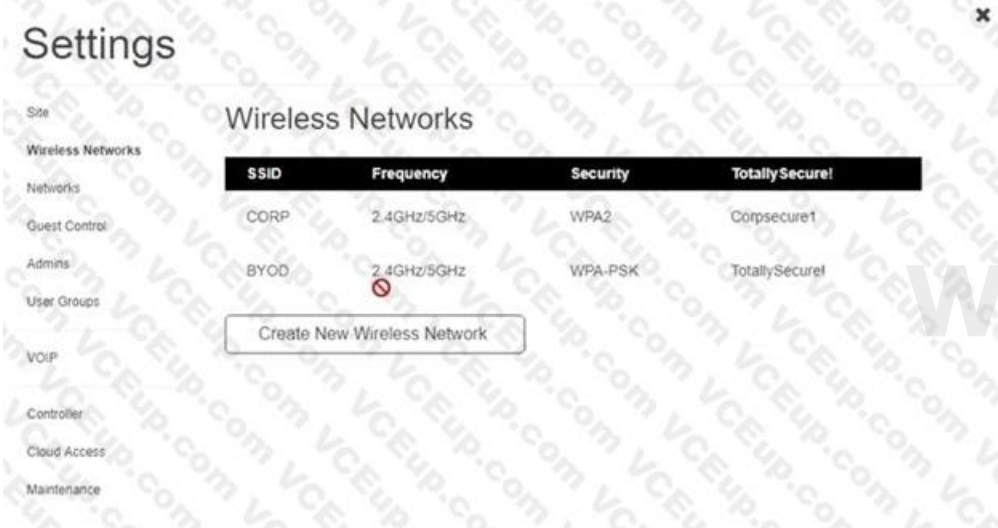 Settings
Site
Wireless Networks
Networks
Guest Control
Admins
User Groups
VOIP
Controller
Cloud Access
Maintenance
Wireless Networks
SSID Frequency Security TotallySecure!
CORP 2.4GHz/5GHz WPA2 Corpsecure1
BYOD 2.4GHz/5GHz WPA-PSK TotallySecure!
Create New Wireless Network
VCEup.com
W